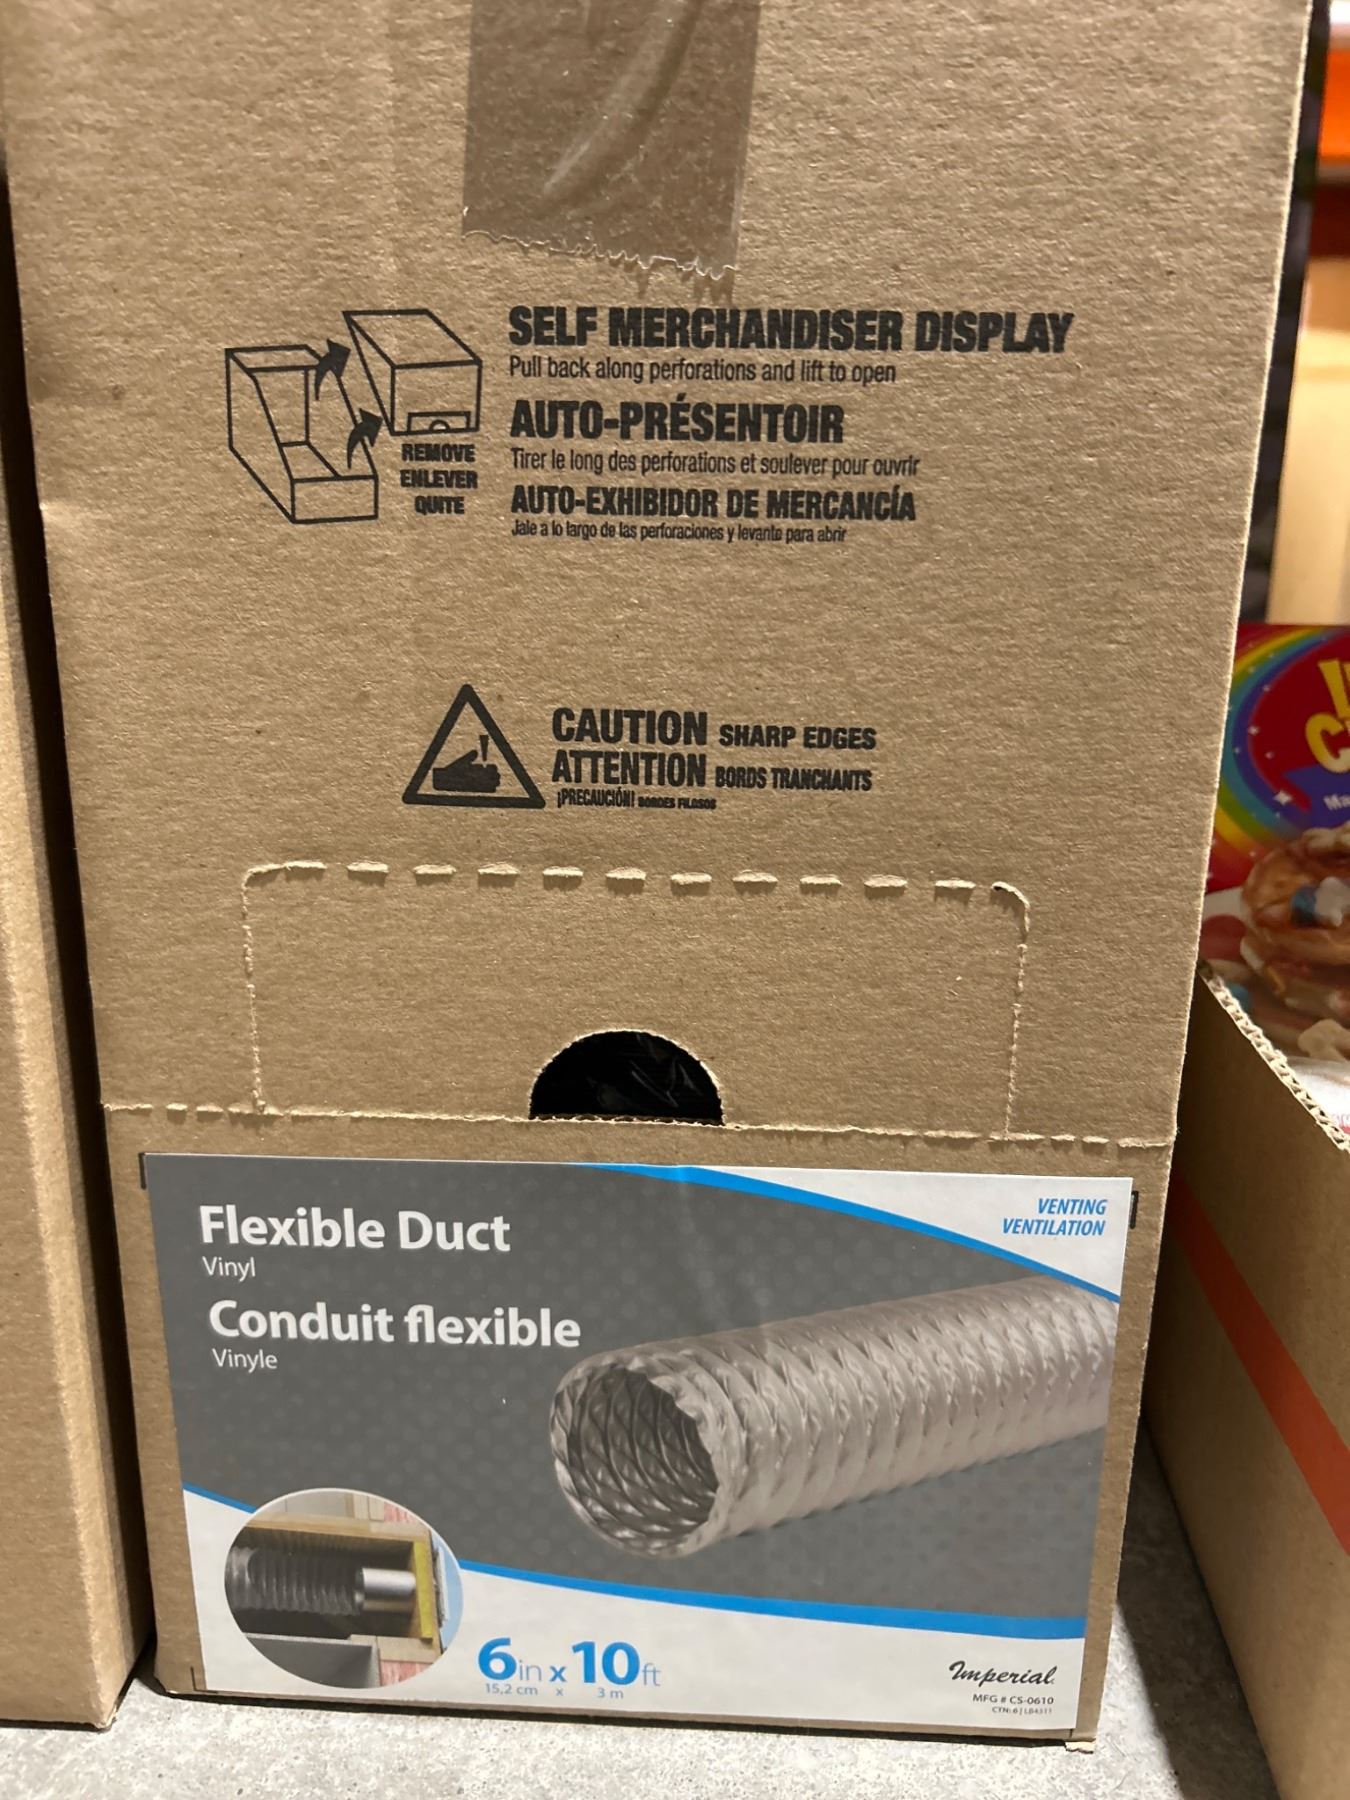 SELF MERCHANDISER DISPLAY
Pull back along perforations and lift to open
AUTO-PRÉSENTOIR
Tirer le long des perforations et soulever pour ouvrir
AUTO-EXHIBIDOR DE MERCANCÍA
Jale a lo largo de las perforaciones y levante para abrir
REMOVE
ENLEVER
QUITE
CAUTION SHARP EDGES
ATTENTION BORDS TRANCHANTS
¡PRECAUCIÓN! BORDES FILOSOS
VENTING
VENTILATION
Flexible Duct
Vinyl
Conduit flexible
Vinyle
6in x 10ft
15,2 cm x 3 m
Imperial
MFG # CS-0610
CTN: 6 | LB4311